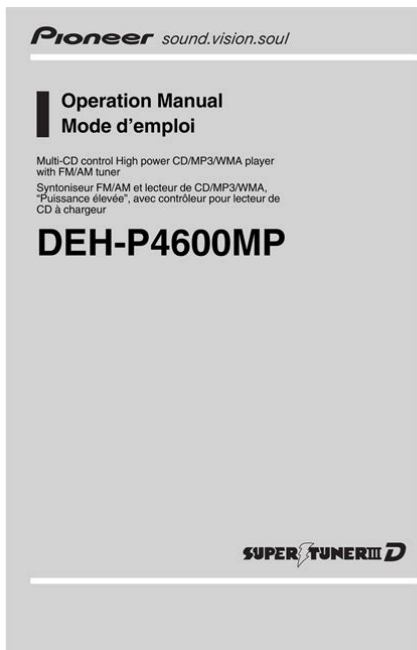 Pioneer sound.vision.soul
Operation Manual
Mode d'emploi
Multi-CD control High power CD/MP3/WMA player
with FM/AM tuner
Syntoniseur FM/AM et lecteur de CD/MP3/WMA,
“Puissance élevée”, avec contrôleur pour lecteur de
CD à chargeur
DEH-P4600MP
SUPER TUNER III D